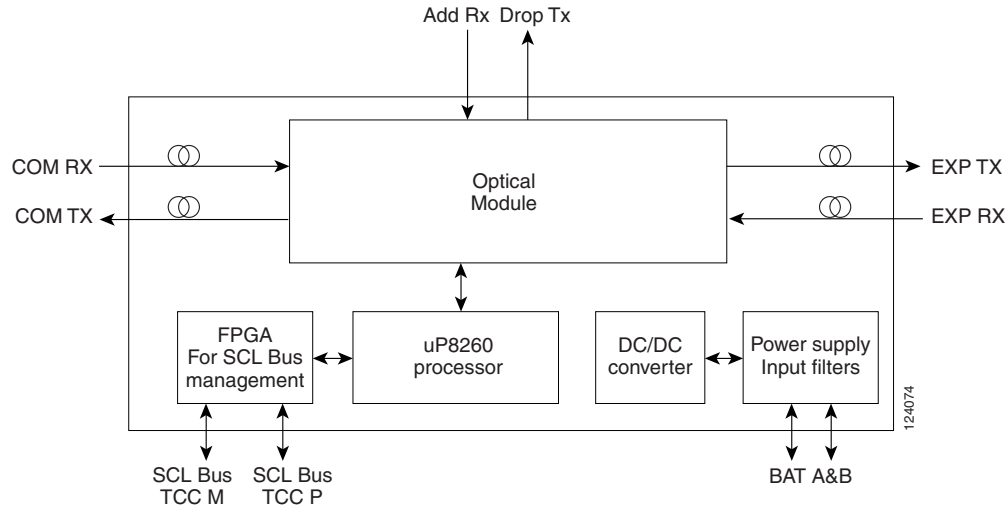 Add Rx Drop Tx
COM RX
EXP TX
Optical
Module
COM TX
EXP RX
FPGA
For SCL Bus
management
uP8260
processor
DC/DC
converter
Power supply
Input filters
124074
SCL Bus
TCC M
SCL Bus
TCC P
BAT A&B